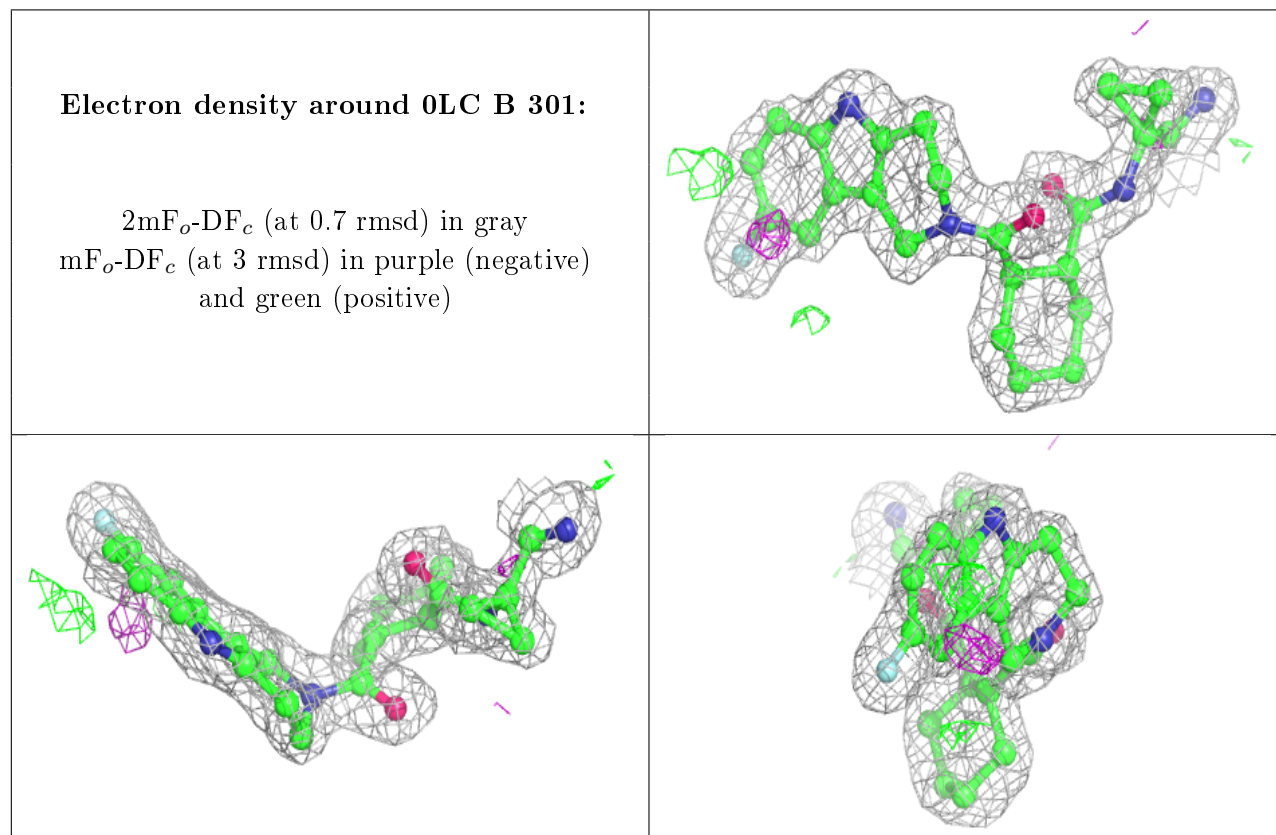 Electron density around 0LC B 301:
2mFₒ-DF𝒸 (at 0.7 rmsd) in gray
mFₒ-DF𝒸 (at 3 rmsd) in purple (negative)
and green (positive)